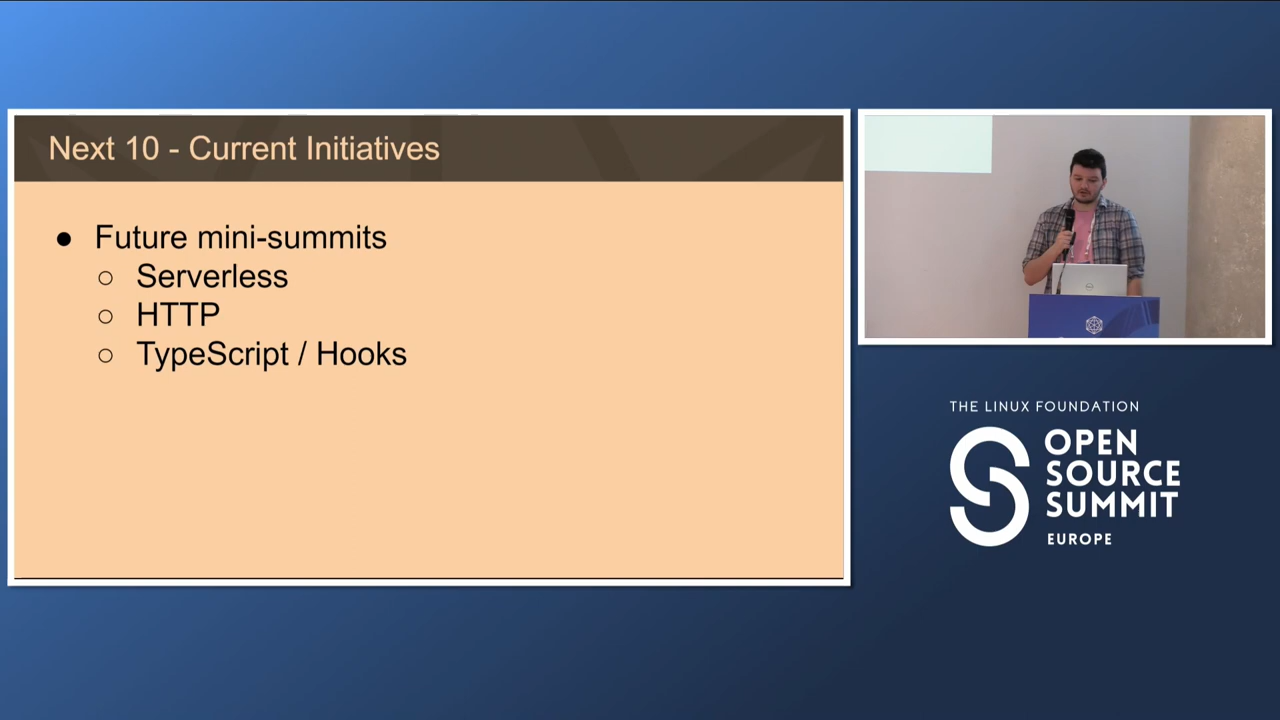 Next 10 - Current Initiatives
● Future mini-summits
○ Serverless
○ HTTP
○ TypeScript / Hooks
THE LINUX FOUNDATION
OPEN
SOURCE
SUMMIT
EUROPE